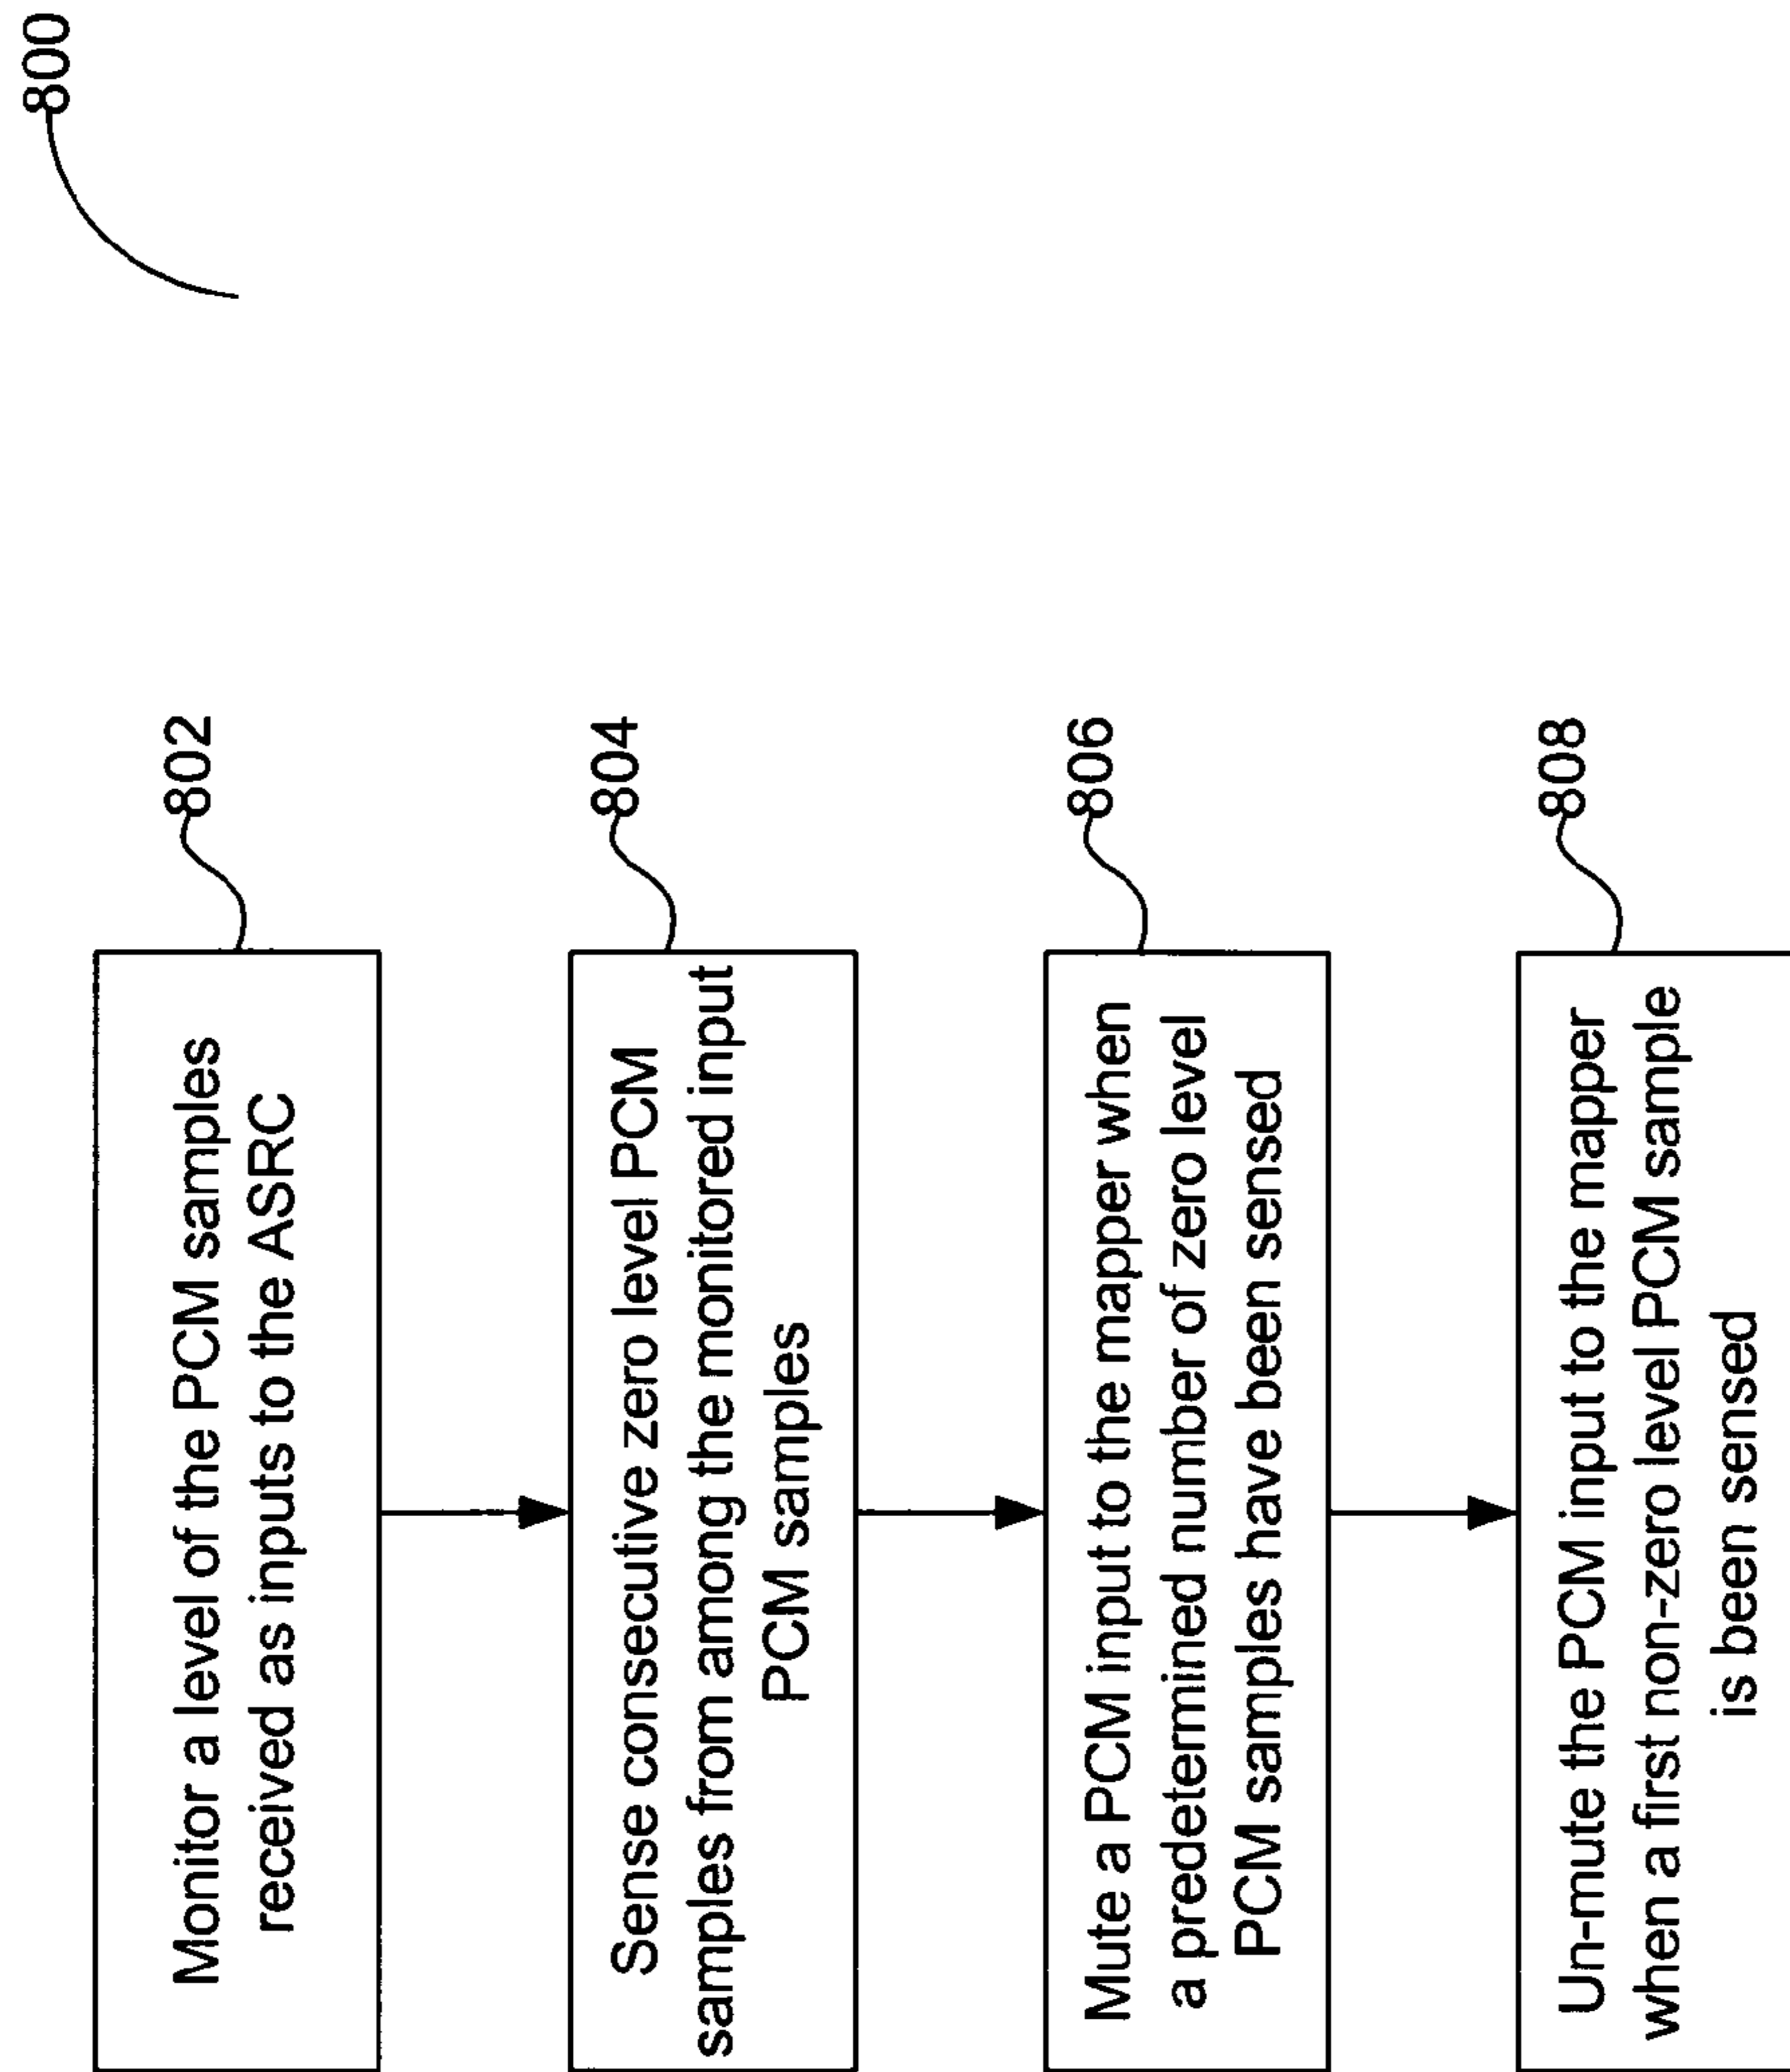 800
802
Monitor a level of the PCM samples
received as inputs to the ASRC
804
Sense consecutive zero level PCM
samples from among the monitored input
PCM samples
806
Mute a PCM input to the mapper when
a predetermined number of zero level
PCM samples have been sensed
808
Un-mute the PCM input to the mapper
when a first non-zero level PCM sample
is been sensed